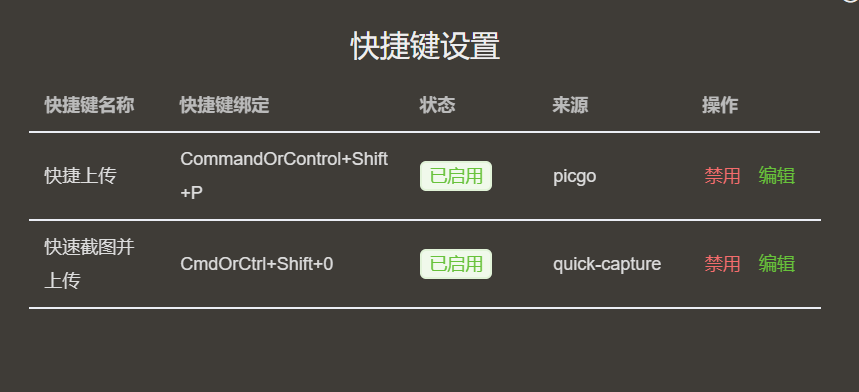 快捷键设置
快捷键名称 快捷键绑定 状态 来源 操作
快捷上传 CommandOrControl+Shift
+P 已启用 picgo 禁用 编辑
快速截图并
上传 CmdOrCtrl+Shift+0 已启用 quick-capture 禁用 编辑